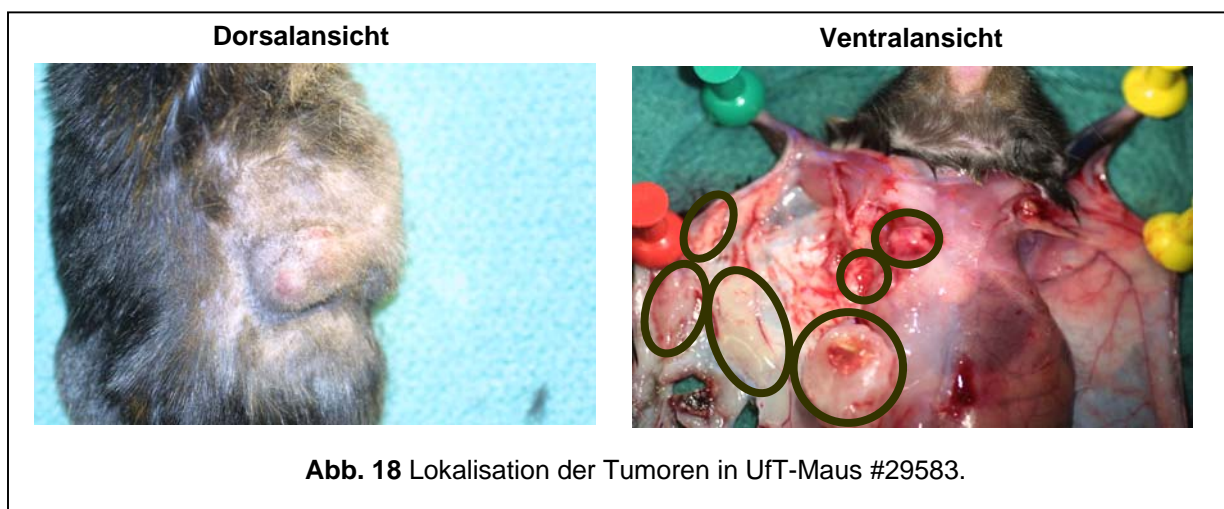 Dorsalansicht
Ventralansicht
Abb. 18 Lokalisation der Tumoren in UfT-Maus #29583.